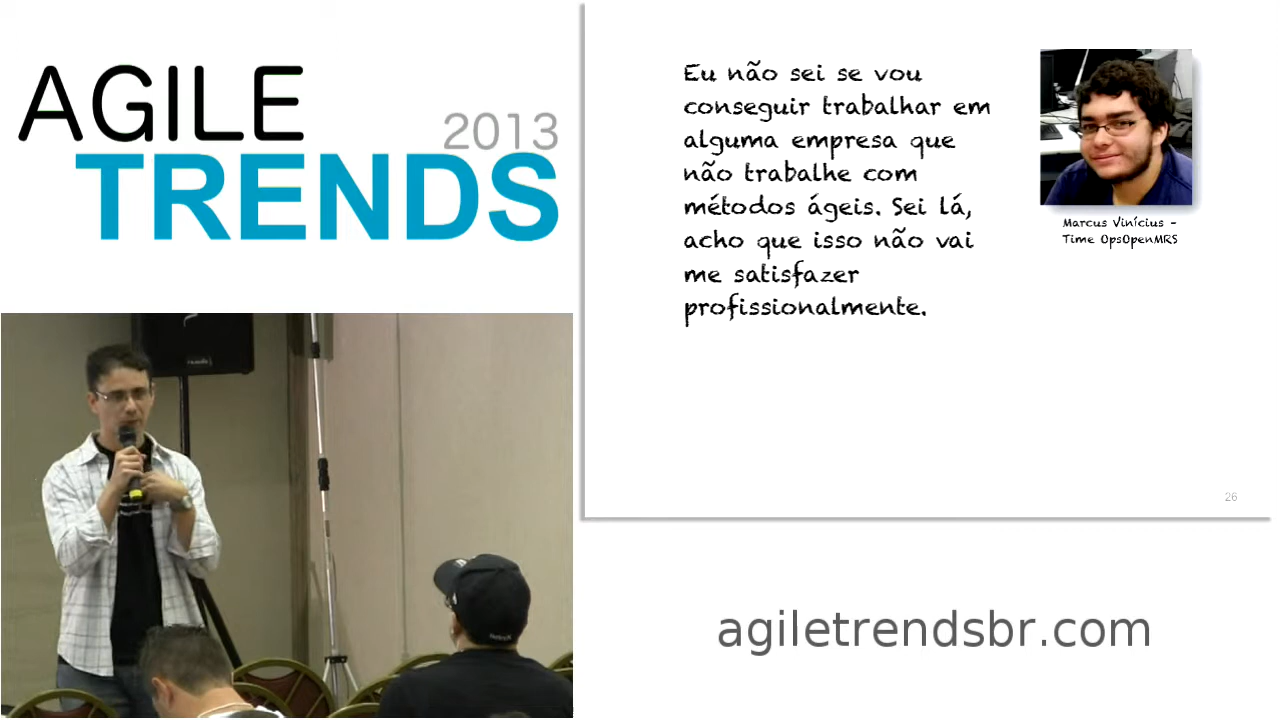 AGILE
2013
TRENDS
Eu não sei se vou
conseguir trabalhar em
alguma empresa que
não trabalhe com
métodos ágeis. Sei lá,
acho que isso não vai
me satisfazer
profissionalmente.
Marcus Vinícius -
Time OpsOpenMRS
26
agiletrendsbr.com